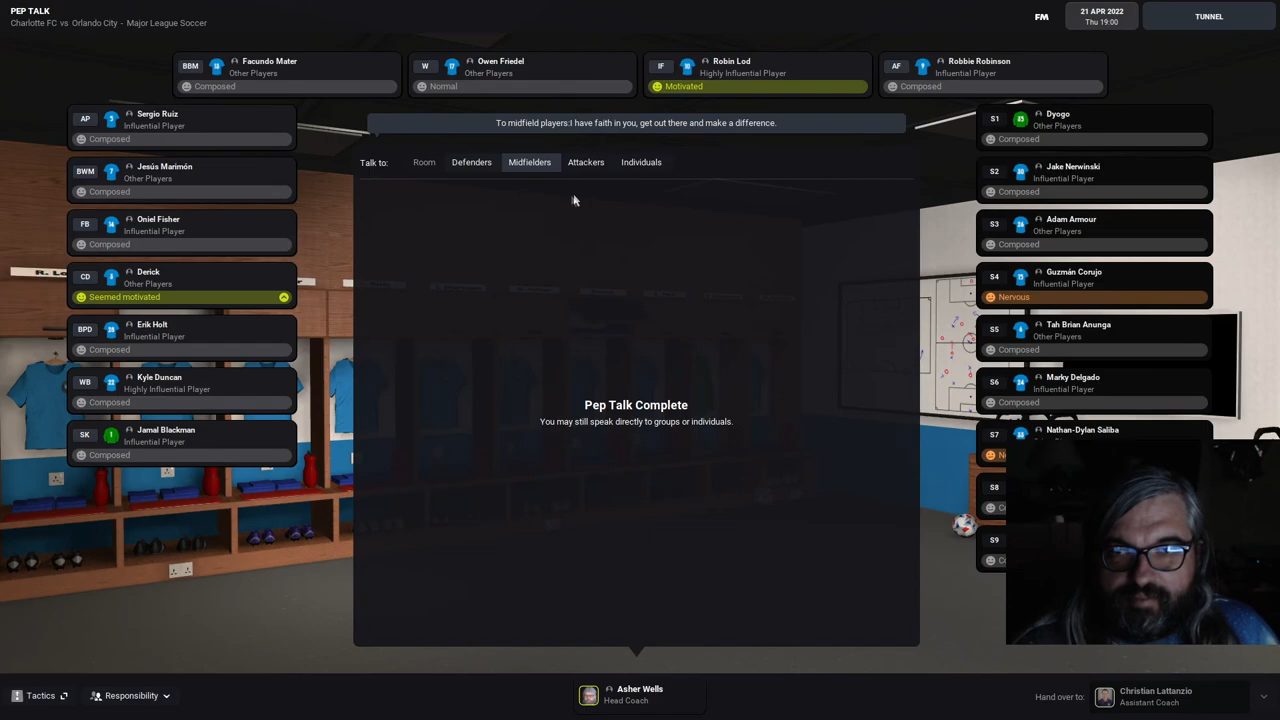 PEP TALK
Charlotte FC vs Orlando City - Major League Soccer
FM
21 APR 2022
Thu 19:00
TUNNEL
BBM
Facundo Mater
Other Players
Composed
W
17
Owen Friedel
Other Players
Normal
IF
Robin Lod
Highly Influential Player
Motivated
AF
Robbie Robinson
Influential Player
Composed
AP
Sergio Ruiz
Influential Player
Composed
BWM
7
Jesús Marimón
Other Players
Composed
FB
Oniel Fisher
Influential Player
Composed
CD
Derick
Other Players
Seemed motivated
BPD
Erik Holt
Influential Player
Composed
WB
22
Kyle Duncan
Highly Influential Player
Composed
SK
1
Jamal Blackman
Influential Player
Composed
To midfield players:I have faith in you, get out there and make a difference.
Talk to:
Room
Defenders
Midfielders
Attackers
Individuals
Pep Talk Complete
You may still speak directly to groups or individuals.
S1
Dyogo
Other Players
Composed
S2
Jake Nerwinski
Influential Player
Composed
S3
Adam Armour
Other Players
Composed
S4
Guzmán Corujo
Influential Player
Nervous
S5
Tah Brian Anunga
Other Players
Composed
S6
24
Marky Delgado
Influential Player
Composed
S7
Nathan-Dylan Saliba
S8
S9
R. Lo
Tactics
Responsibility
Asher Wells
Head Coach
Hand over to:
Christian Lattanzio
Assistant Coach